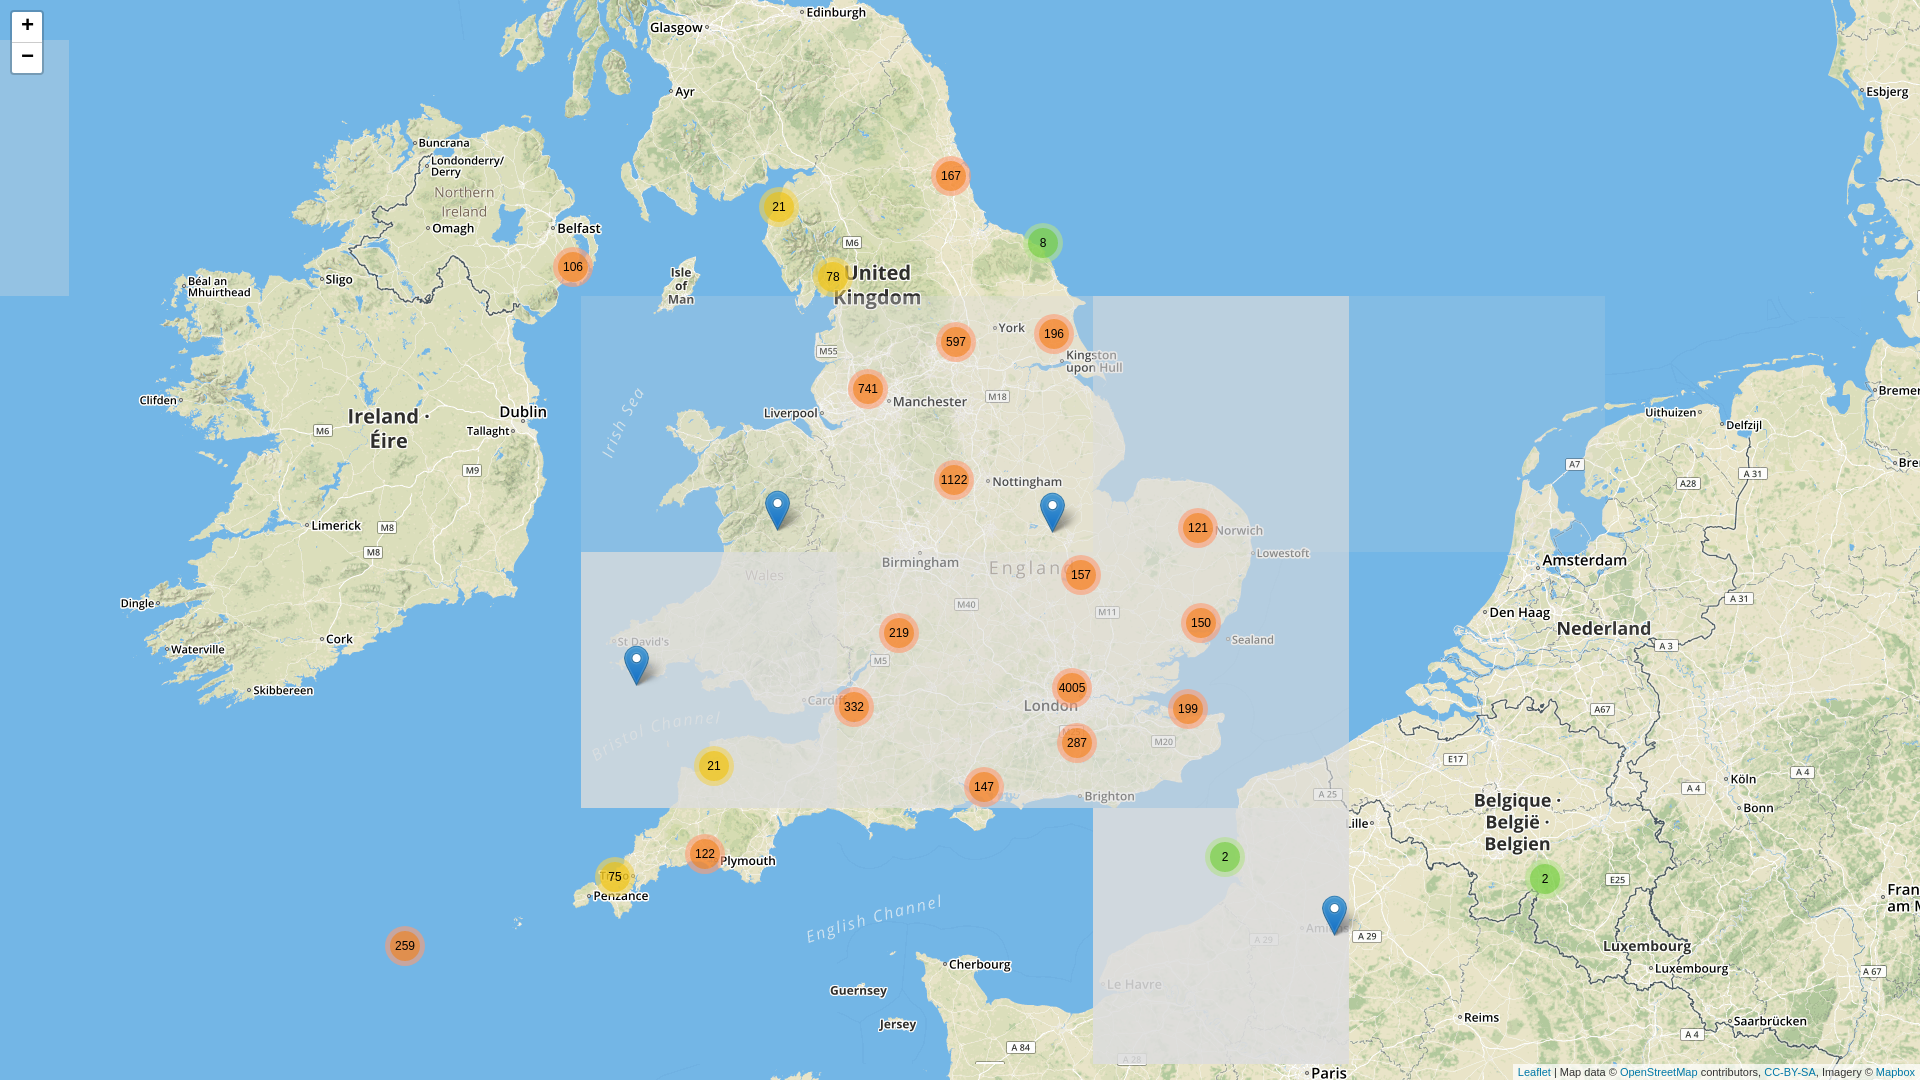 +
−
Edinburgh
Glasgow
Ayr
Esbjerg
Buncrana
Londonderry/
Derry
Northern
Ireland
Omagh
Belfast
167
21
8
M6
106
78
United
Kingdom
Isle
of
Man
Sligo
Béal an
Mhuirthead
York
196
597
M55
Kingston
upon Hull
741
Manchester
M18
Liverpool
Irish Sea
Clifden
Ireland ·
Éire
Dublin
Tallaght
M6
M9
Bremer
Uithuizen
Delfzijl
A7
A 31
A28
Bre
1122
Nottingham
Limerick
M8
M8
121
Norwich
Lowestoft
Birmingham
Englan
157
Wales
Amsterdam
Dingle
M40
M11
A 31
Den Haag
Nederland
Cork
Waterville
St David's
219
150
Sealand
M5
A 3
Skibbereen
4005
London
Cardiff
332
199
A67
Bristol Channel
287
M20
E17
21
147
Brighton
A 25
Lille
Köln
A 4
A 4
Bonn
Belgique ·
België ·
Belgien
122
Plymouth
2
75
Penzance
2
E25
Fran
am M
English Channel
259
A 29
A 29
Luxembourg
Luxembourg
A 67
Cherbourg
Le Havre
Guernsey
Jersey
Reims
Saarbrücken
A 84
A 28
A 4
Paris
Leaflet | Map data © OpenStreetMap contributors, CC-BY-SA, Imagery © Mapbox